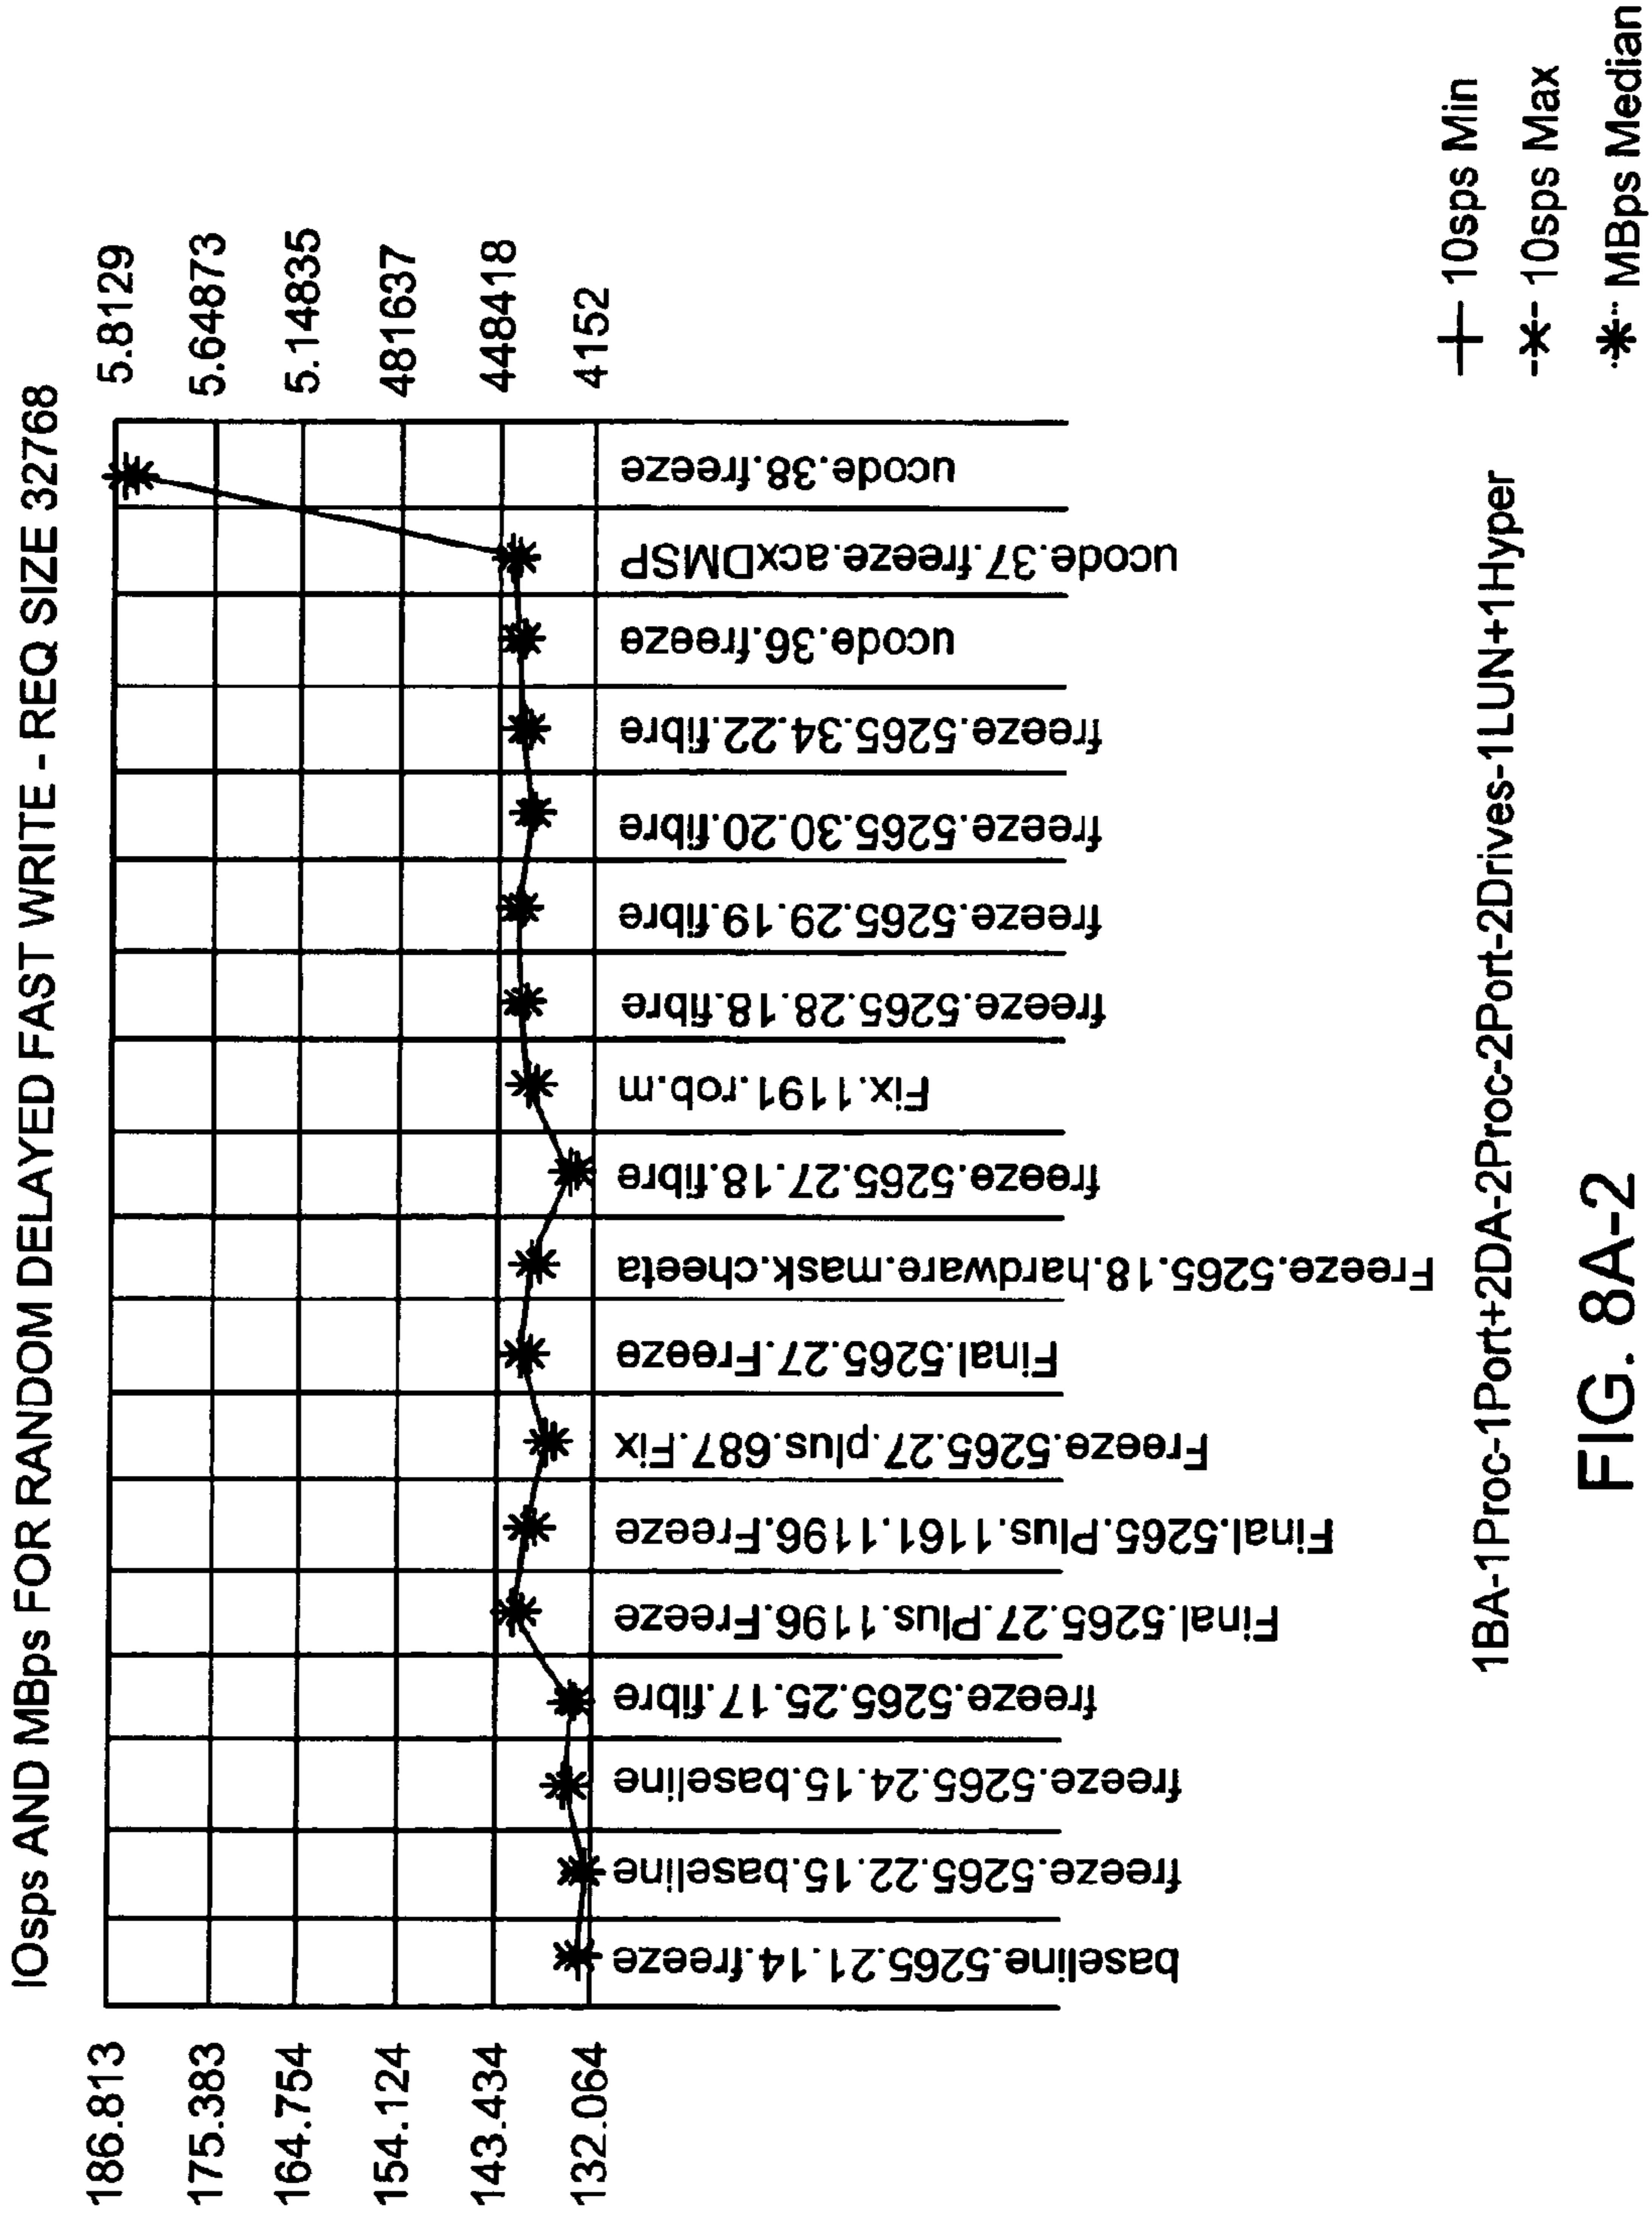 IOsps AND MBps FOR RANDOM DELAYED FAST WRITE - REQ SIZE 32768
186.813
175.383
164.754
154.124
143.434
132.064
5.8129
5.64873
5.14835
481637
448418
4152
baseline.5265.21.14.freeze
freeze.5265.22.15.baseline
freeze.5265.24.15.baseline
freeze.5265.25.17.fibre
Final.5265.27.Plus.1196.Freeze
Final.5265.Plus.1161.1196.Freeze
Freeze.5265.27.plus.687.Fix
Final.5265.27.Freeze
Freeze.5265.18.hardware.mask.cheeta
freeze.5265.27.18.fibre
Fix.1191.rob.m
freeze.5265.28.18.fibre
freeze.5265.29.19.fibre
freeze.5265.30.20.fibre
freeze.5265.34.22.fibre
ucode.36.freeze
ucode.37.freeze.acxDMSP
ucode.38.freeze
10sps Min
10sps Max
MBps Median
1BA-1Proc-1Port+2DA-2Proc-2Port-2Drives-1LUN+1Hyper
FIG. 8A-2